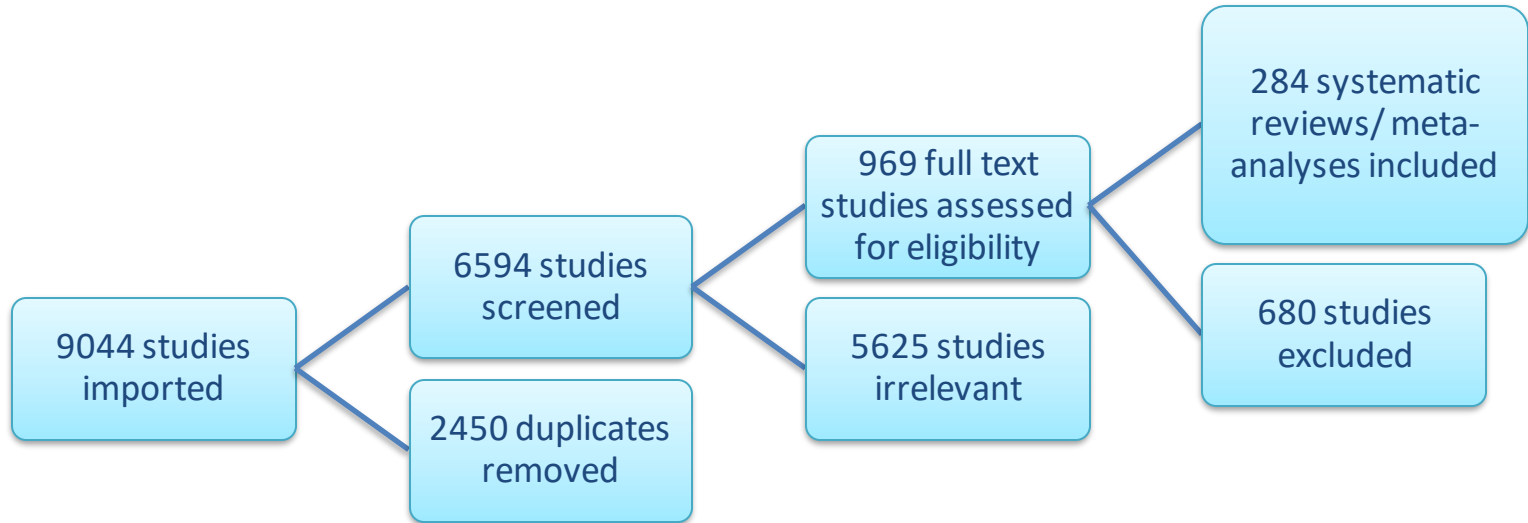 9044 studies
imported
6594 studies
screened
2450 duplicates
removed
969 full text
studies assessed
for eligibility
5625 studies
irrelevant
284 systematic
reviews/ meta-
analyses included
680 studies
excluded